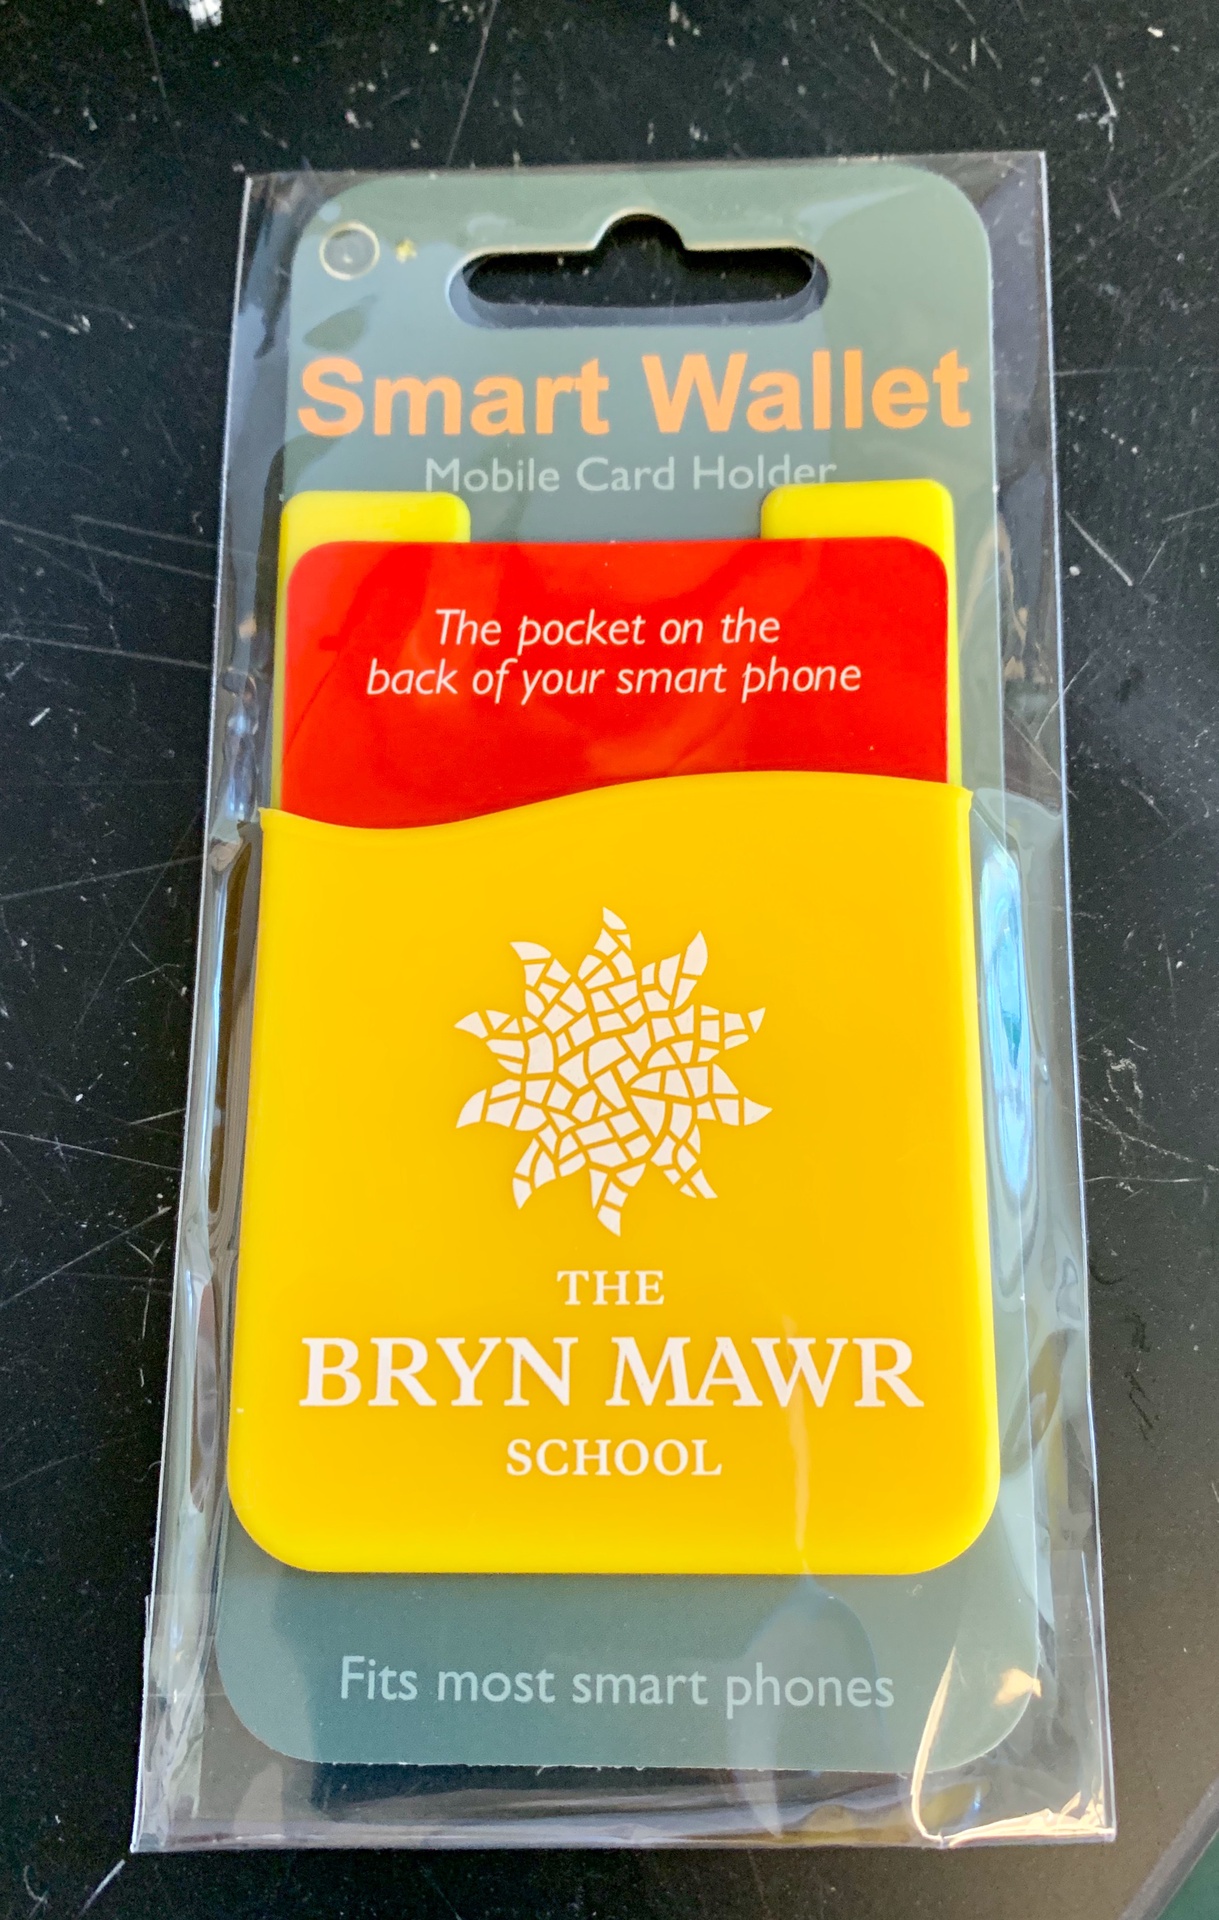 Smart Wallet
Mobile Card Holder
The pocket on the
back of your smart phone
THE
BRYN MAWR
SCHOOL
Fits most smart phones